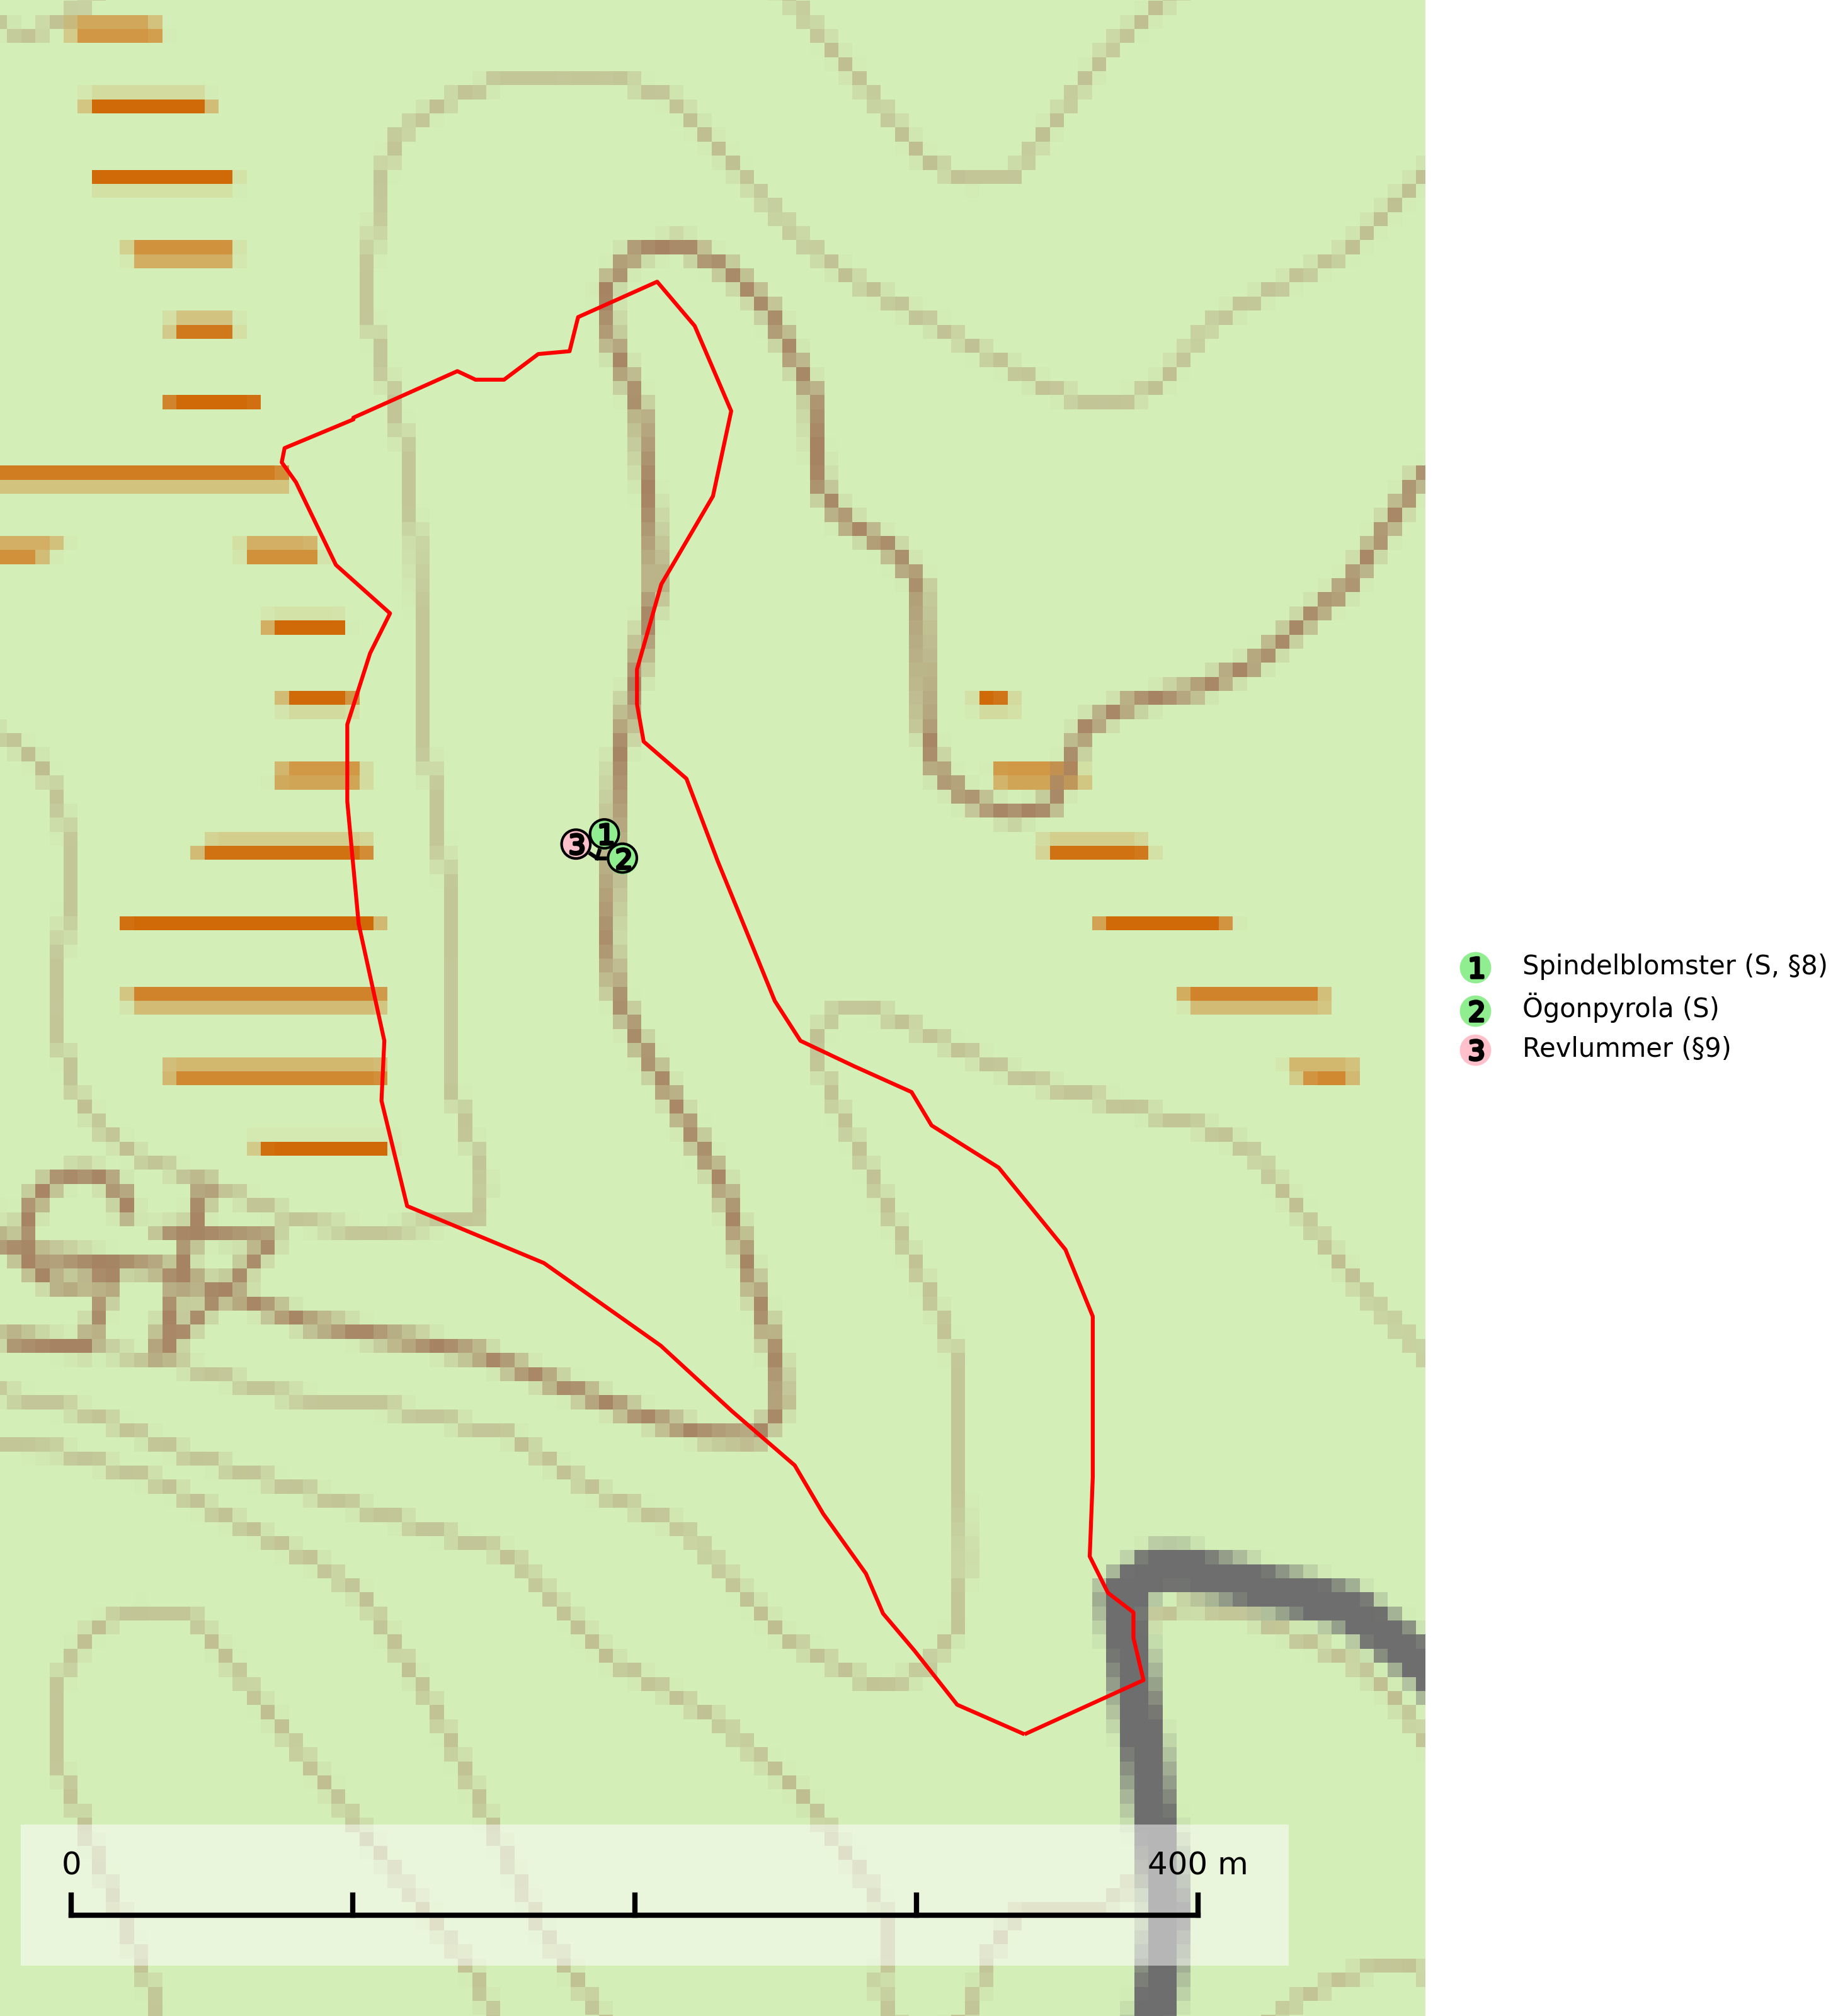 1
3
2
1 Spindelblomster (S, §8)
2 Ögonpyrola (S)
3 Revlummer (§9)
0 400 m